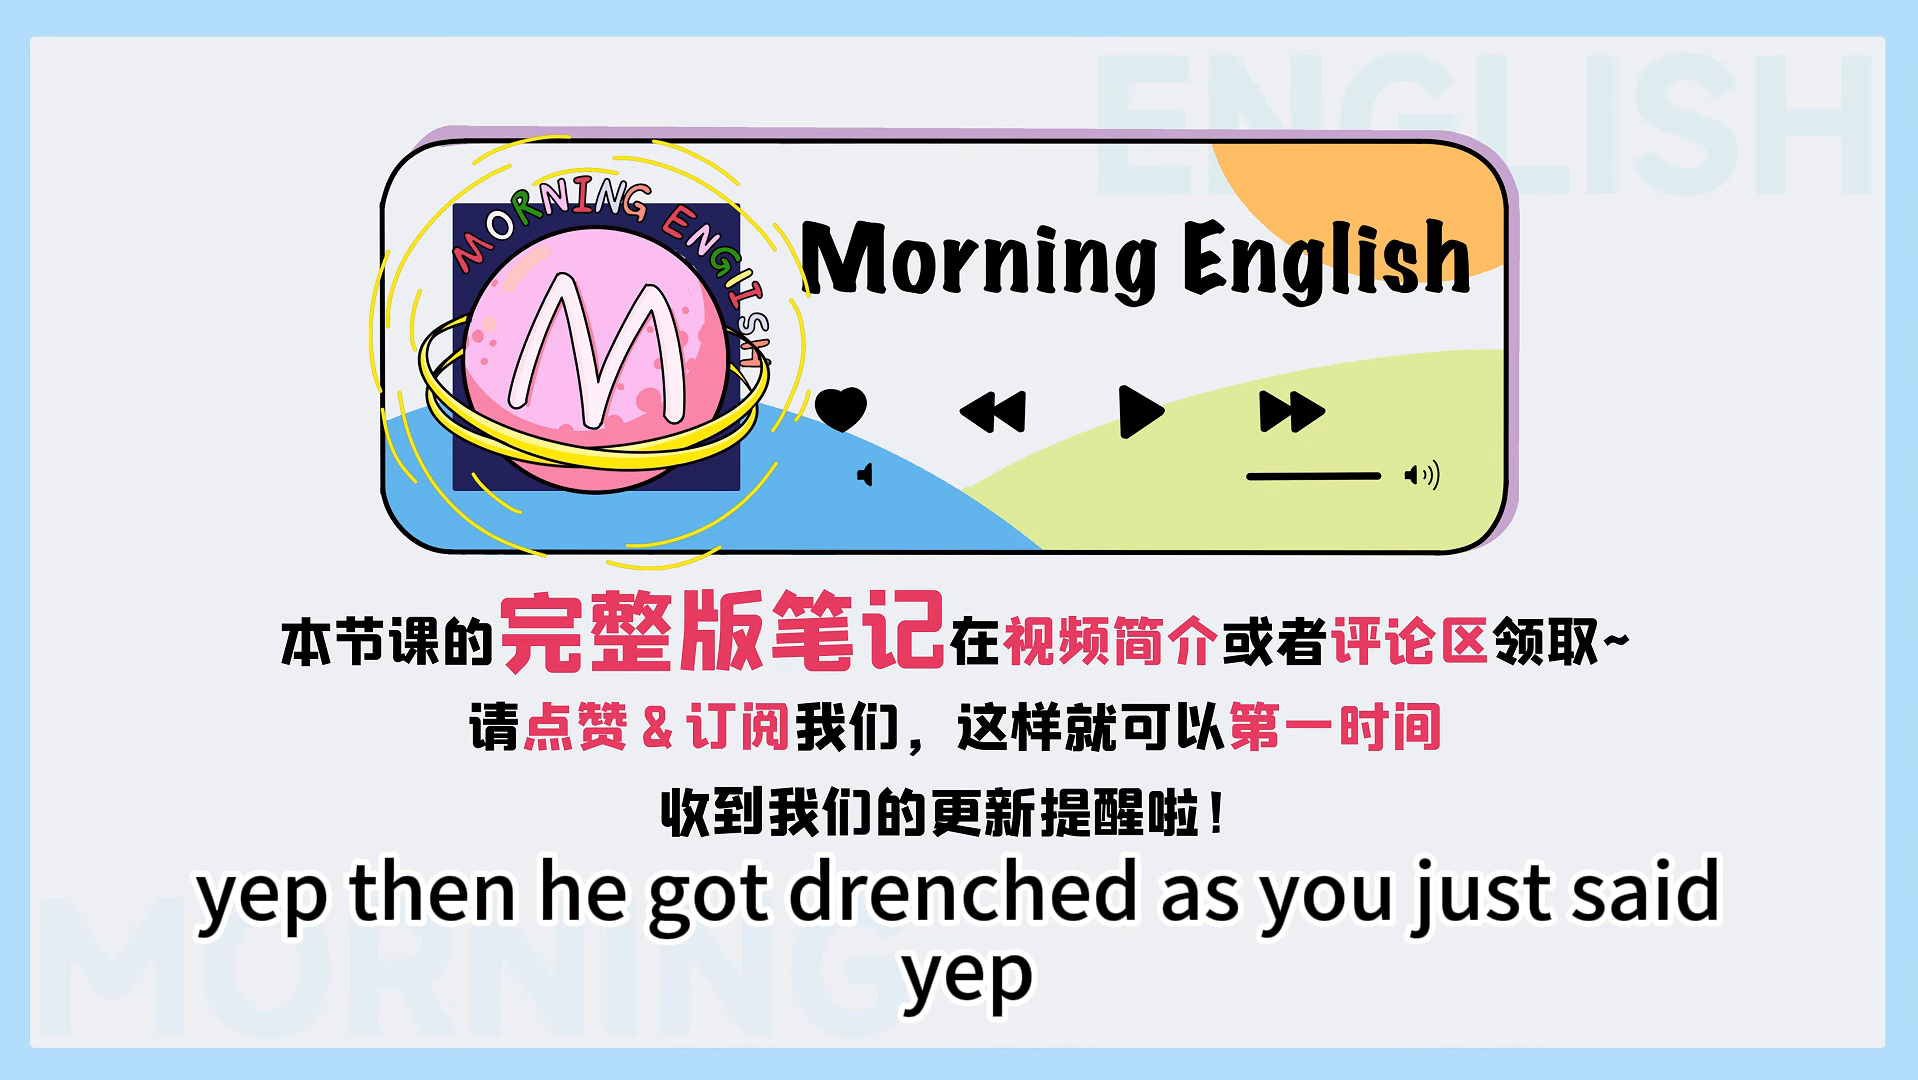 ENGLISH
MORNING ENGLISH
M
Morning English
本节课的完整版笔记在视频简介或者评论区领取~
请点赞&订阅我们，这样就可以第一时间
收到我们的更新提醒啦！
MORNING
yep then he got drenched as you just said
yep